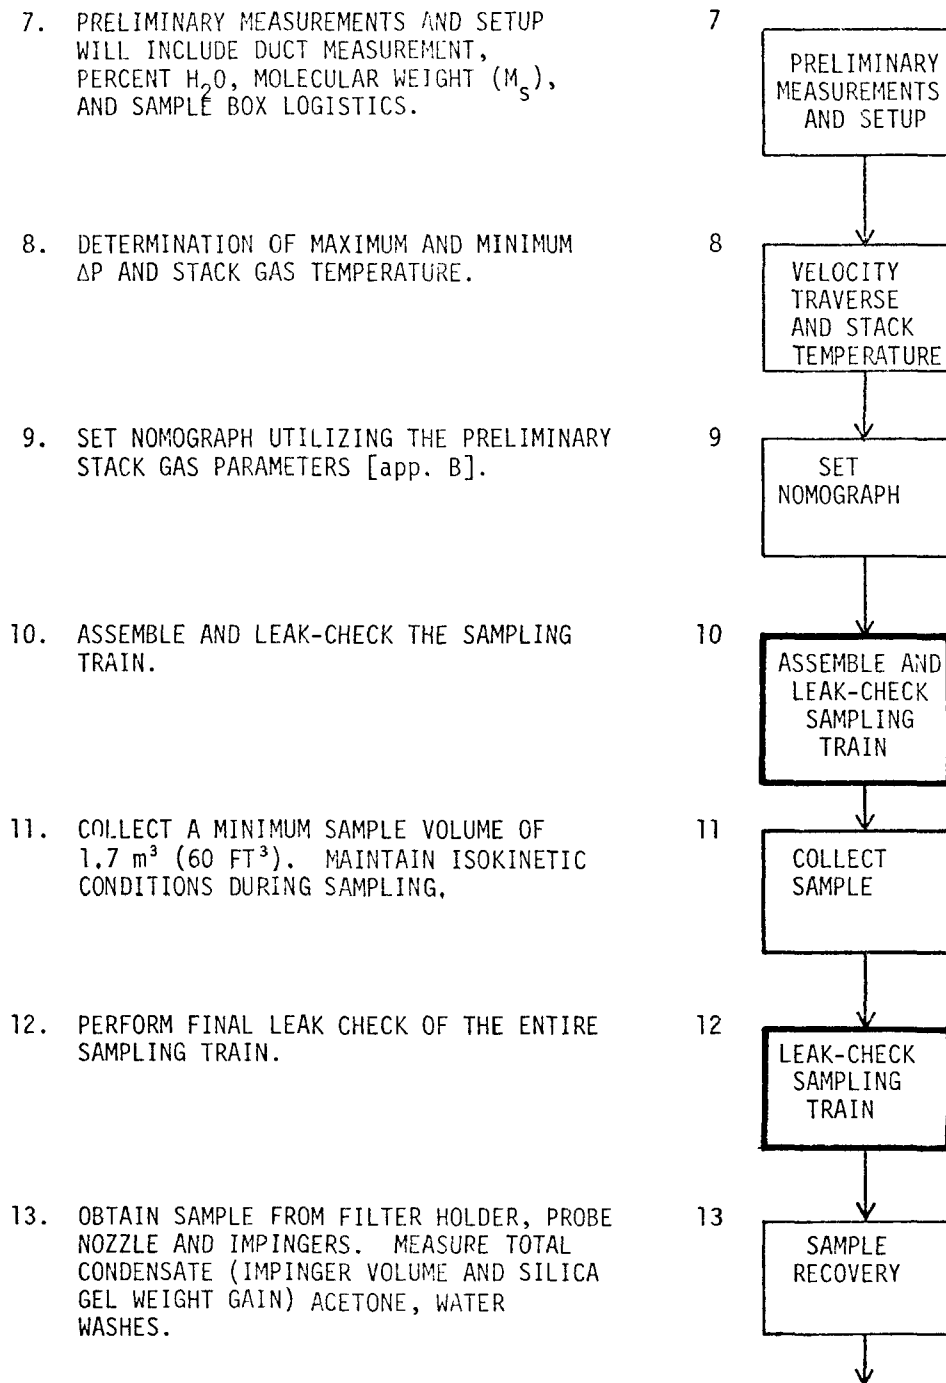 7. PRELIMINARY MEASUREMENTS AND SETUP
WILL INCLUDE DUCT MEASUREMENT,
PERCENT H₂O, MOLECULAR WEIGHT (Mₛ),
AND SAMPLE BOX LOGISTICS.
7
PRELIMINARY
MEASUREMENTS
AND SETUP
8. DETERMINATION OF MAXIMUM AND MINIMUM
ΔP AND STACK GAS TEMPERATURE.
8
VELOCITY
TRAVERSE
AND STACK
TEMPERATURE
9. SET NOMOGRAPH UTILIZING THE PRELIMINARY
STACK GAS PARAMETERS [app. B].
9
SET
NOMOGRAPH
10. ASSEMBLE AND LEAK-CHECK THE SAMPLING
TRAIN.
10
ASSEMBLE AND
LEAK-CHECK
SAMPLING
TRAIN
11. COLLECT A MINIMUM SAMPLE VOLUME OF
1.7 m³ (60 FT³). MAINTAIN ISOKINETIC
CONDITIONS DURING SAMPLING.
11
COLLECT
SAMPLE
12. PERFORM FINAL LEAK CHECK OF THE ENTIRE
SAMPLING TRAIN.
12
LEAK-CHECK
SAMPLING
TRAIN
13. OBTAIN SAMPLE FROM FILTER HOLDER, PROBE
NOZZLE AND IMPINGERS. MEASURE TOTAL
CONDENSATE (IMPINGER VOLUME AND SILICA
GEL WEIGHT GAIN) ACETONE, WATER
WASHES.
13
SAMPLE
RECOVERY